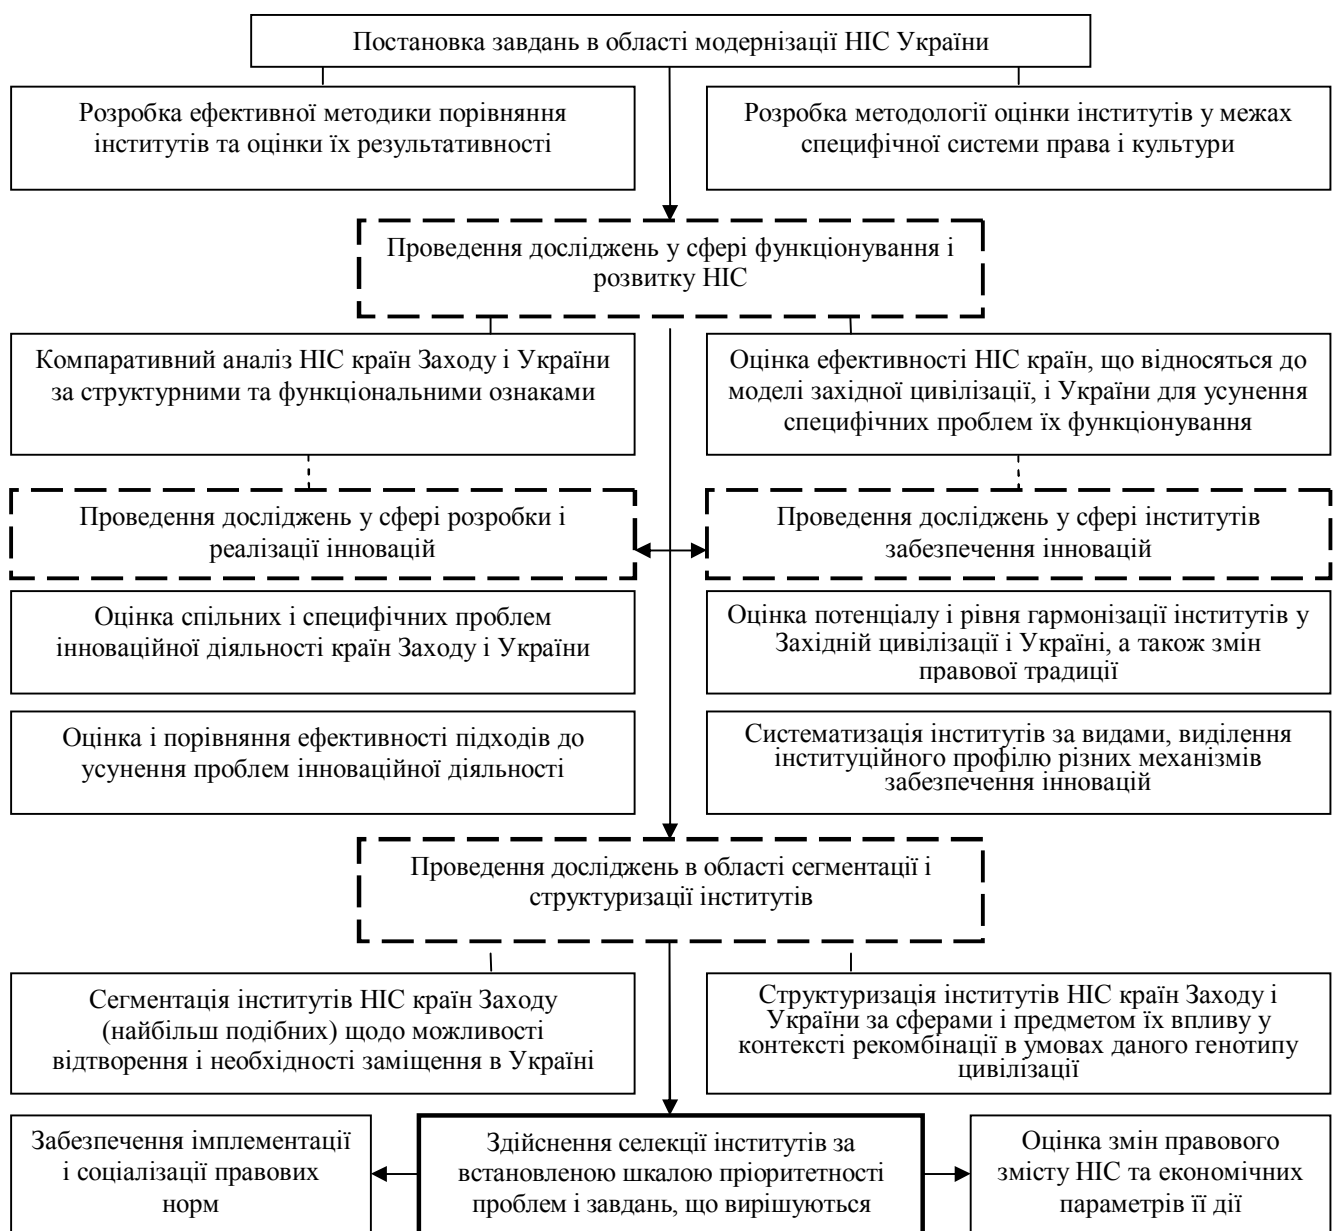 Постановка завдань в області модернізації НІС України
Розробка ефективної методики порівняння
інститутів та оцінки їх результативності
Розробка методології оцінки інститутів у межах
специфічної системи права і культури
Проведення досліджень у сфері функціонування і
розвитку НІС
Компаративний аналіз НІС країн Заходу і України
за структурними та функціональними ознаками
Оцінка ефективності НІС країн, що відносяться до
моделі західної цивілізації, і України для усунення
специфічних проблем їх функціонування
Проведення досліджень у сфері розробки і
реалізації інновацій
Проведення досліджень у сфері інститутів
забезпечення інновацій
Оцінка спільних і специфічних проблем
інноваційної діяльності країн Заходу і України
Оцінка потенціалу і рівня гармонізації інститутів у
Західній цивілізації і Україні, а також змін
правової традиції
Оцінка і порівняння ефективності підходів до
усунення проблем інноваційної діяльності
Систематизація інститутів за видами, виділення
інституційного профілю різних механізмів
забезпечення інновацій
Проведення досліджень в області сегментації і
структуризації інститутів
Сегментація інститутів НІС країн Заходу
(найбільш подібних) щодо можливості
відтворення і необхідності заміщення в Україні
Структуризація інститутів НІС країн Заходу і
України за сферами і предметом їх впливу у
контексті рекомбінації в умовах даного генотипу
цивілізації
Забезпечення імплементації
і соціалізації правових
норм
Здійснення селекції інститутів за
встановленою шкалою пріоритетності
проблем і завдань, що вирішуються
Оцінка змін правового
змісту НІС та економічних
параметрів її дії